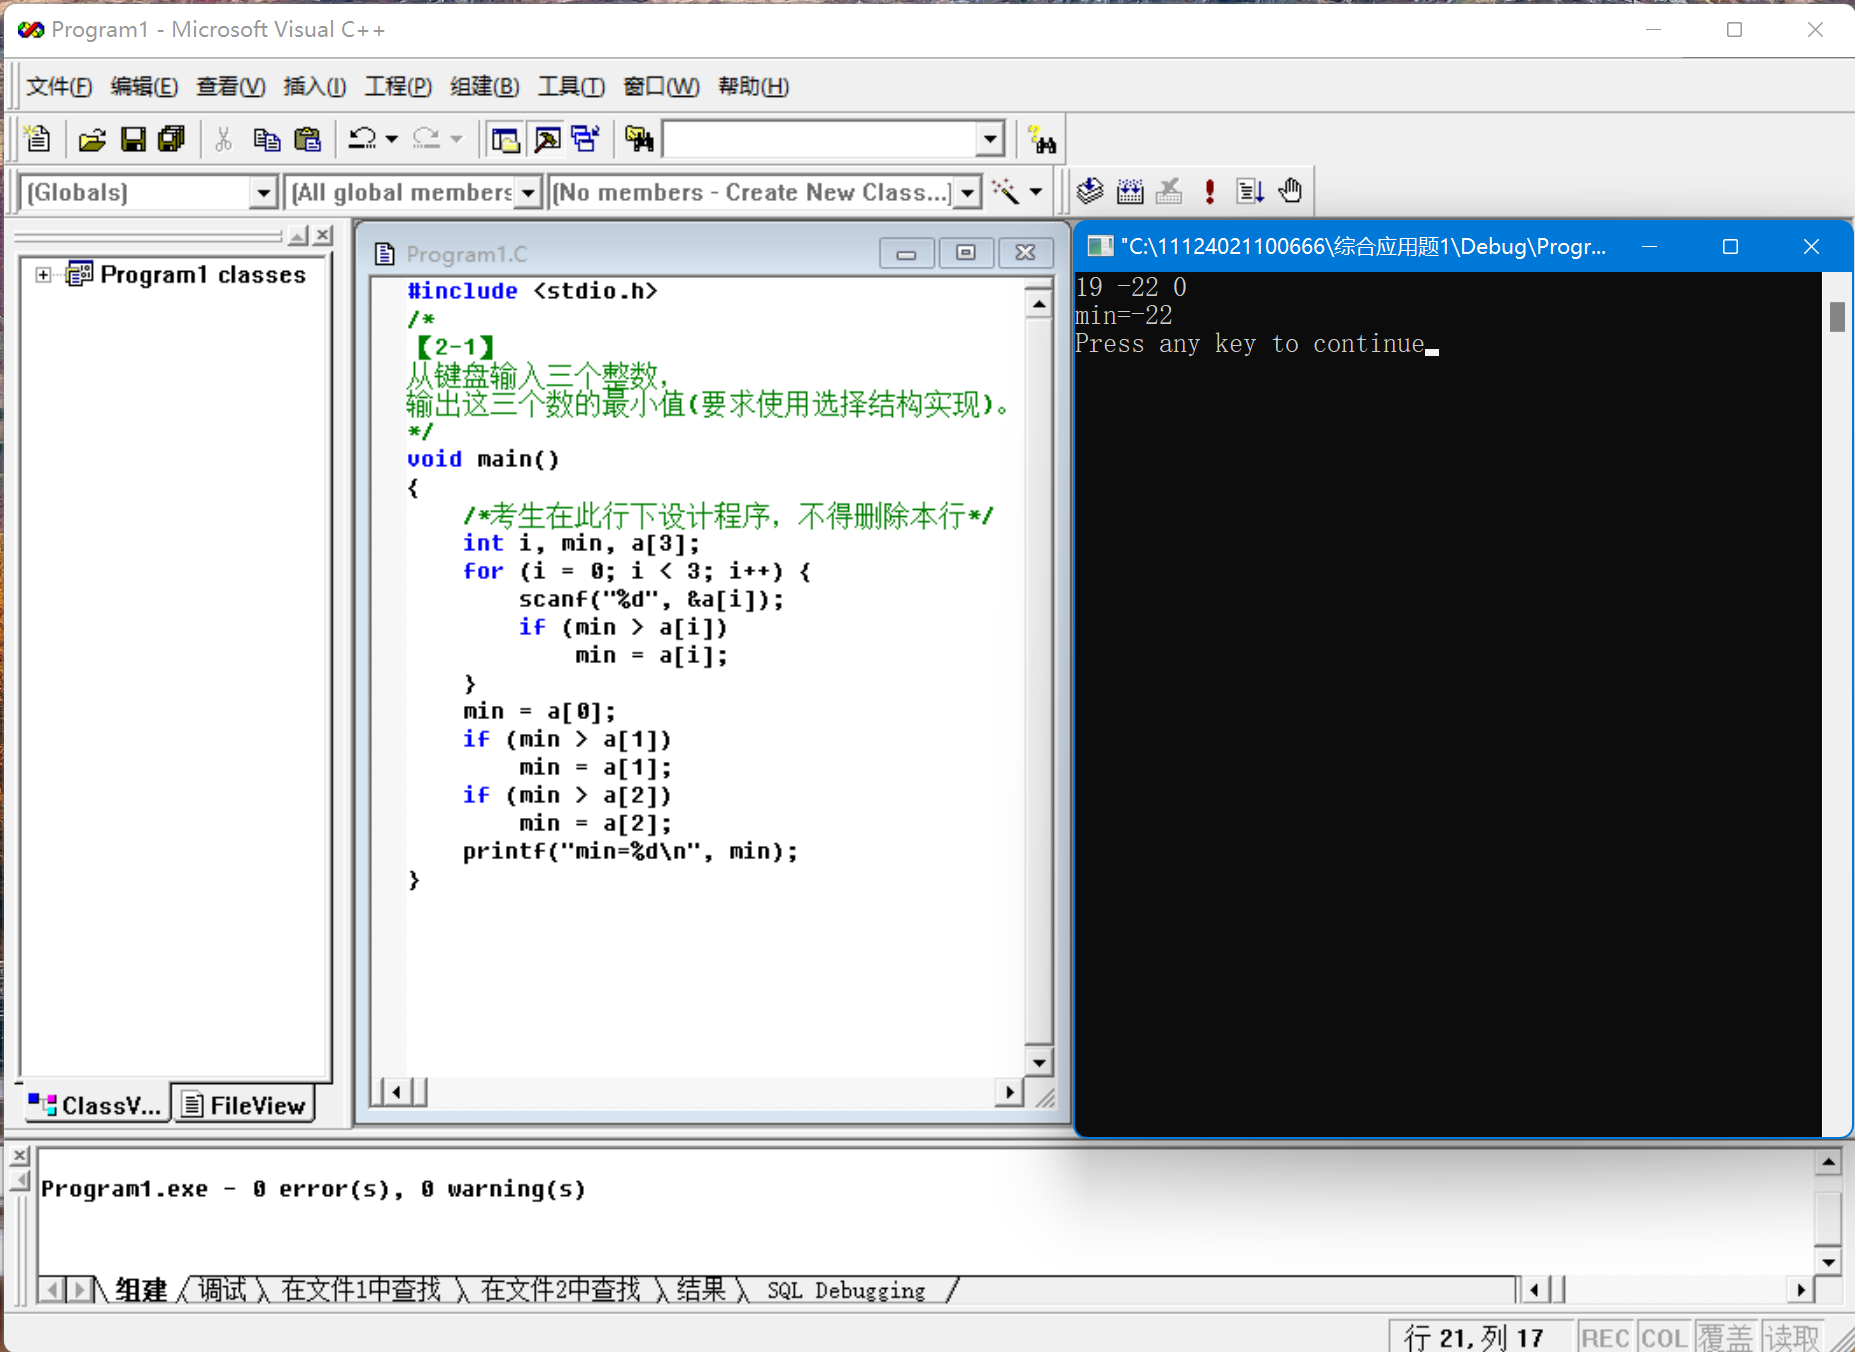 Program1 - Microsoft Visual C++
文件(F) 编辑(E) 查看(V) 插入(I) 工程(P) 组建(B) 工具(T) 窗口(W) 帮助(H)
(Globals) (All global members (No members - Create New Class...)
Program1 classes
ClassV... FileView
Program1.C
#include <stdio.h>
/*
【2-1】
从键盘输入三个整数，
输出这三个数的最小值(要求使用选择结构实现)。
*/
void main()
{
    /*考生在此行下设计程序，不得删除本行*/
    int i, min, a[3];
    for (i = 0; i < 3; i++) {
        scanf("%d", &a[i]);
        if (min > a[i])
            min = a[i];
    }
    min = a[0];
    if (min > a[1])
        min = a[1];
    if (min > a[2])
        min = a[2];
    printf("min=%d\n", min);
}
"C:\11124021100666\综合应用题1\Debug\Progr...
19 -22 0
min=-22
Press any key to continue
Program1.exe - 0 error(s), 0 warning(s)
组建 调试 在文件1中查找 在文件2中查找 结果 SQL Debugging
行 21, 列 17 REC COL 覆盖 读取